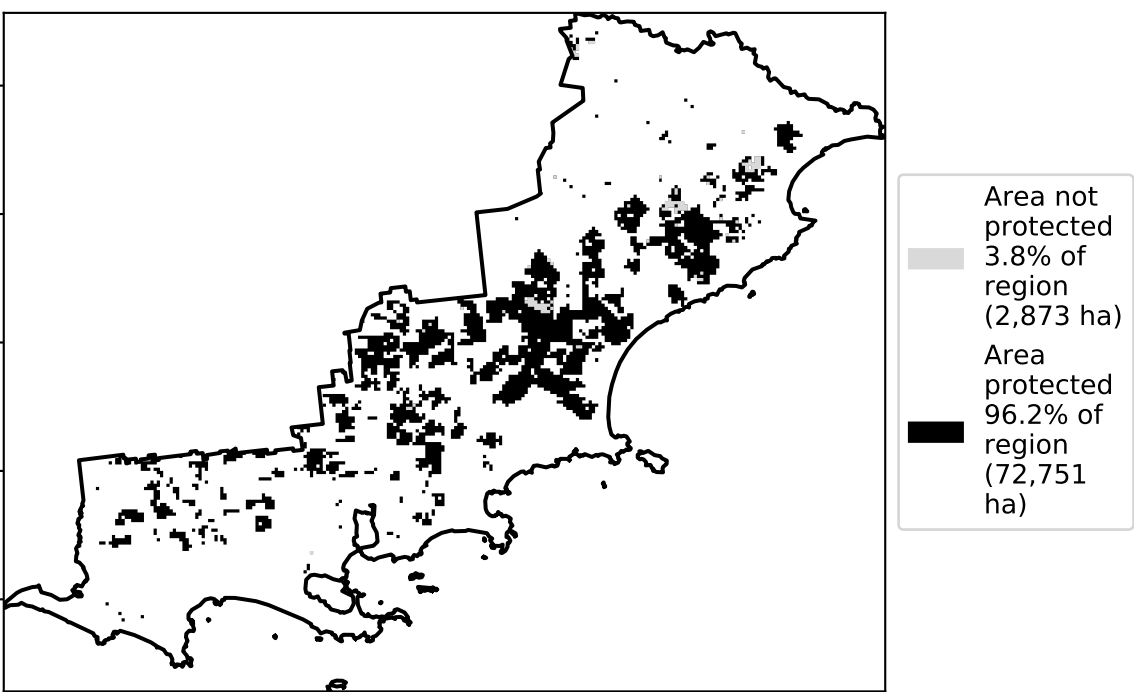 Area not
protected
3.8% of
region
(2,873 ha)
Area
protected
96.2% of
region
(72,751
ha)